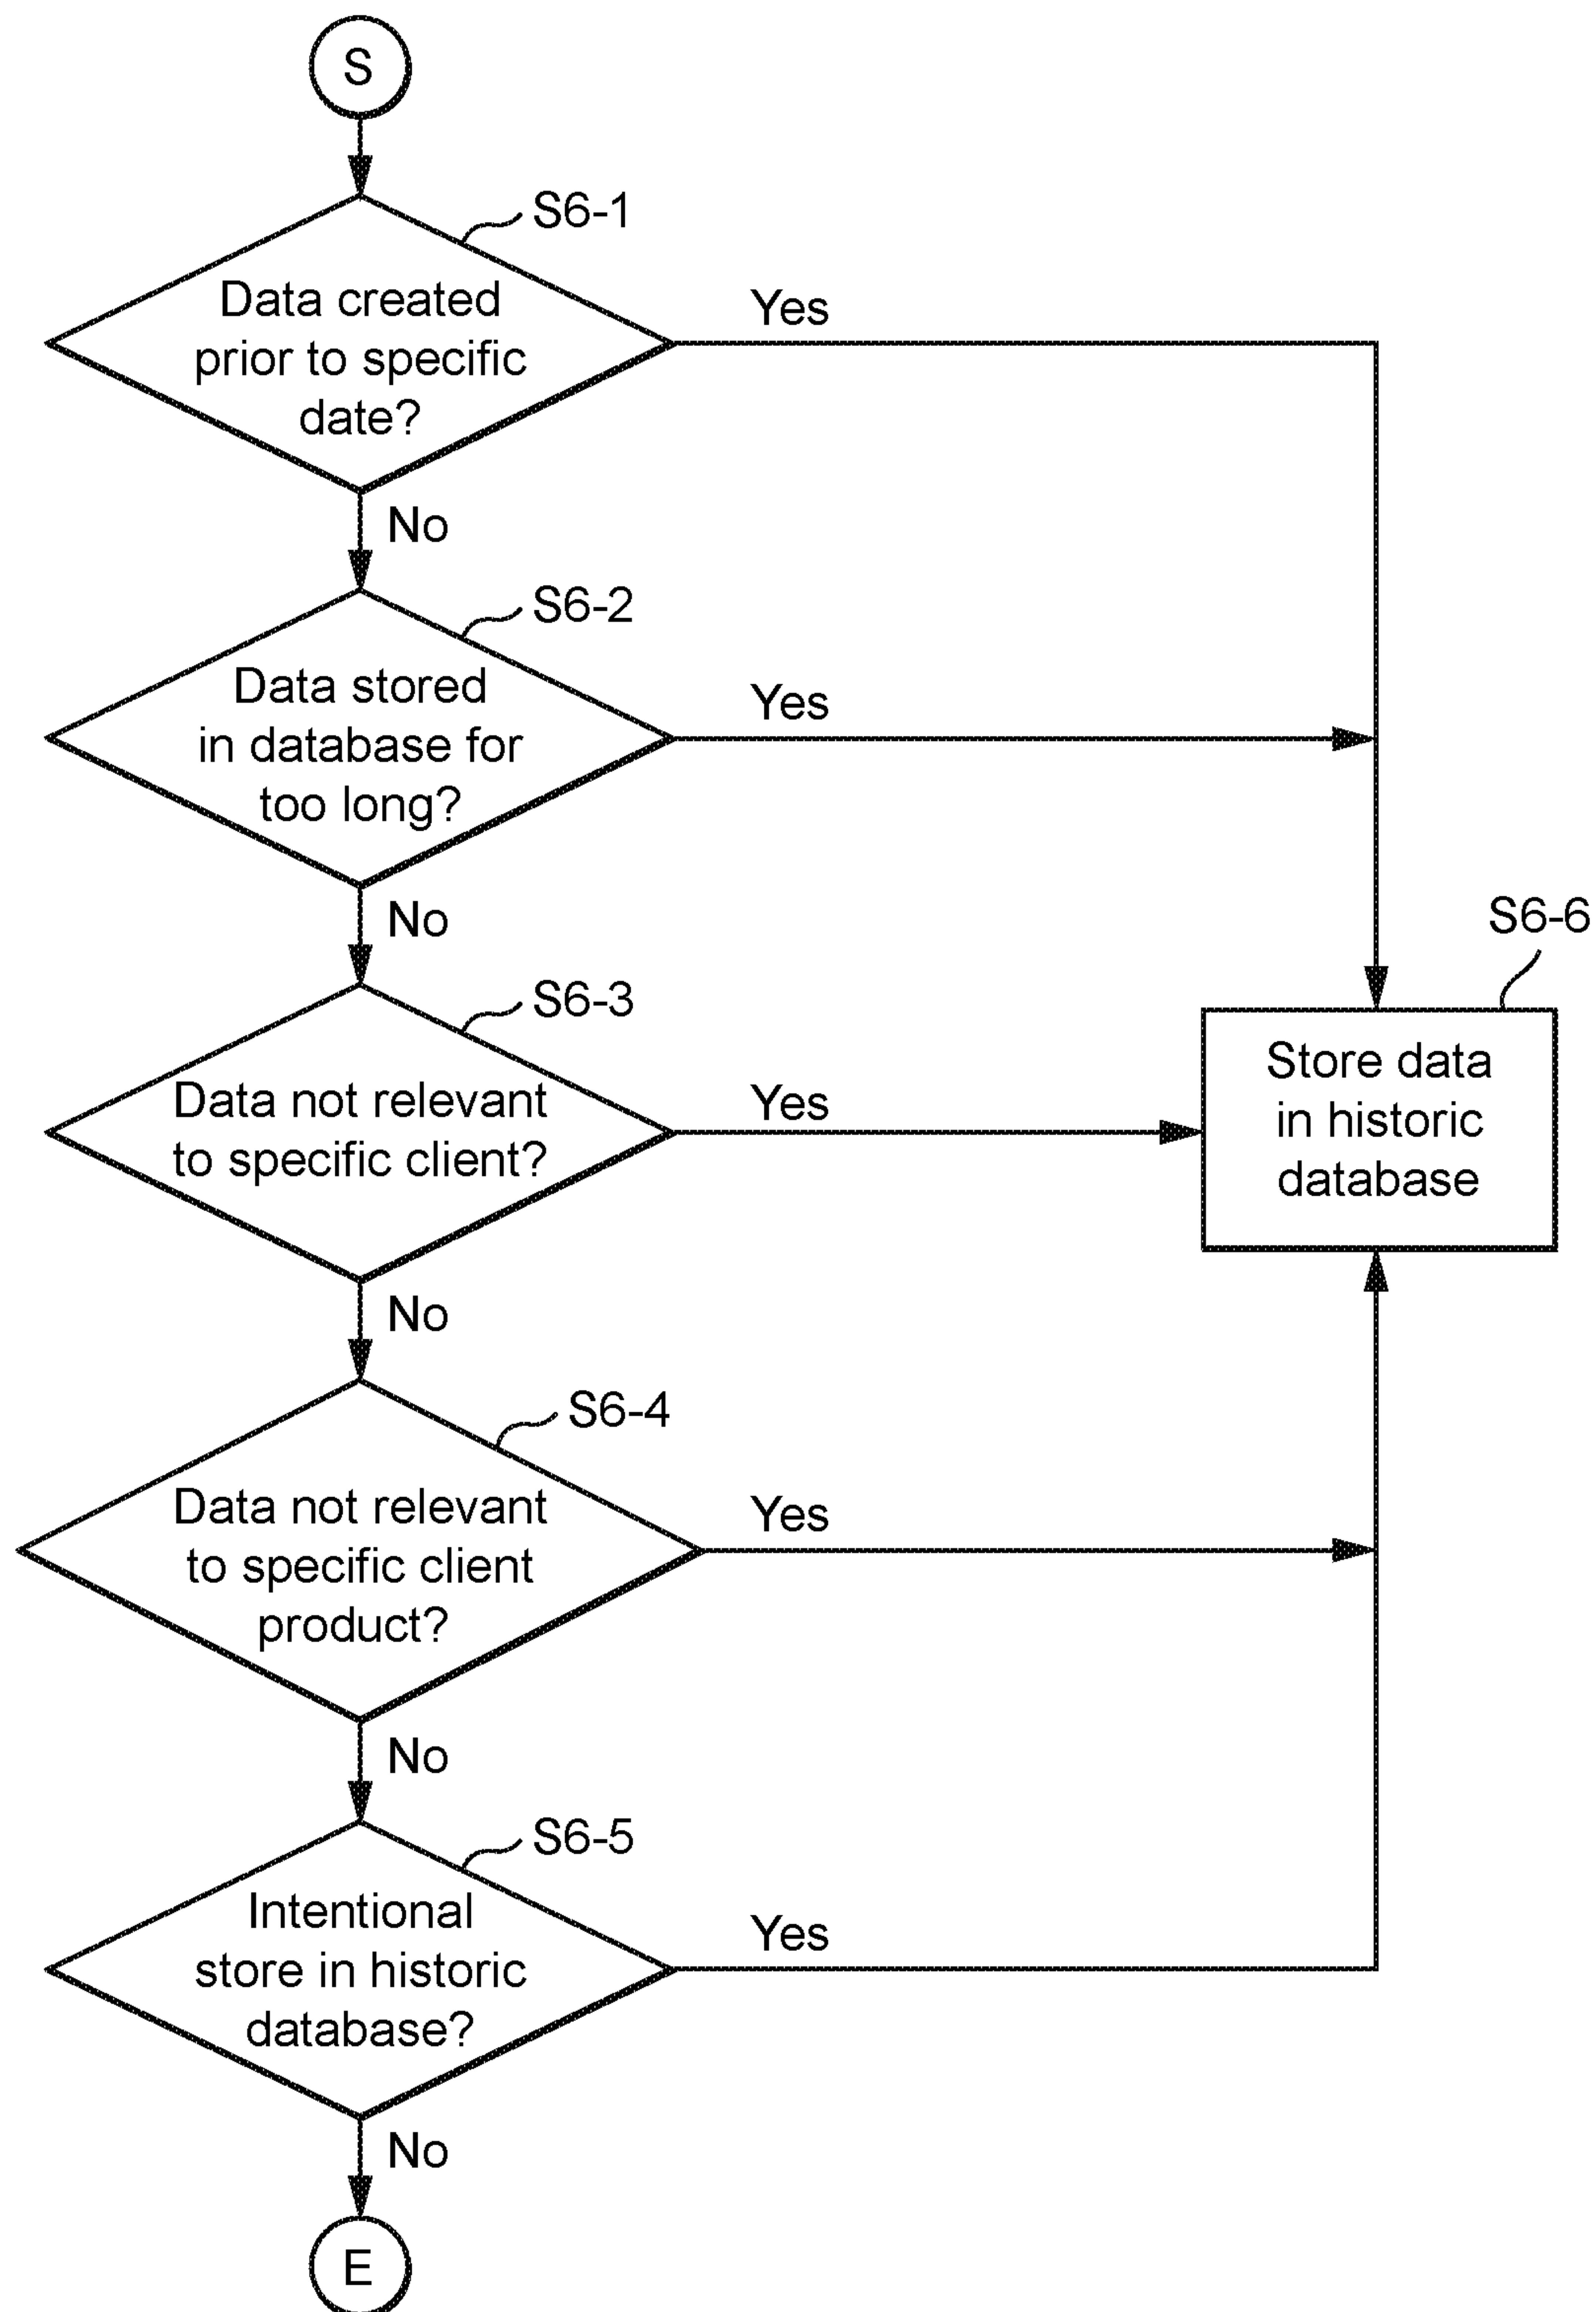 S
S6-1
Data created
prior to specific
date?
Yes
No
S6-2
Data stored
in database for
too long?
Yes
No
S6-3
Data not relevant
to specific client?
Yes
S6-6
Store data
in historic
database
No
S6-4
Data not relevant
to specific client
product?
Yes
No
S6-5
Intentional
store in historic
database?
Yes
No
E